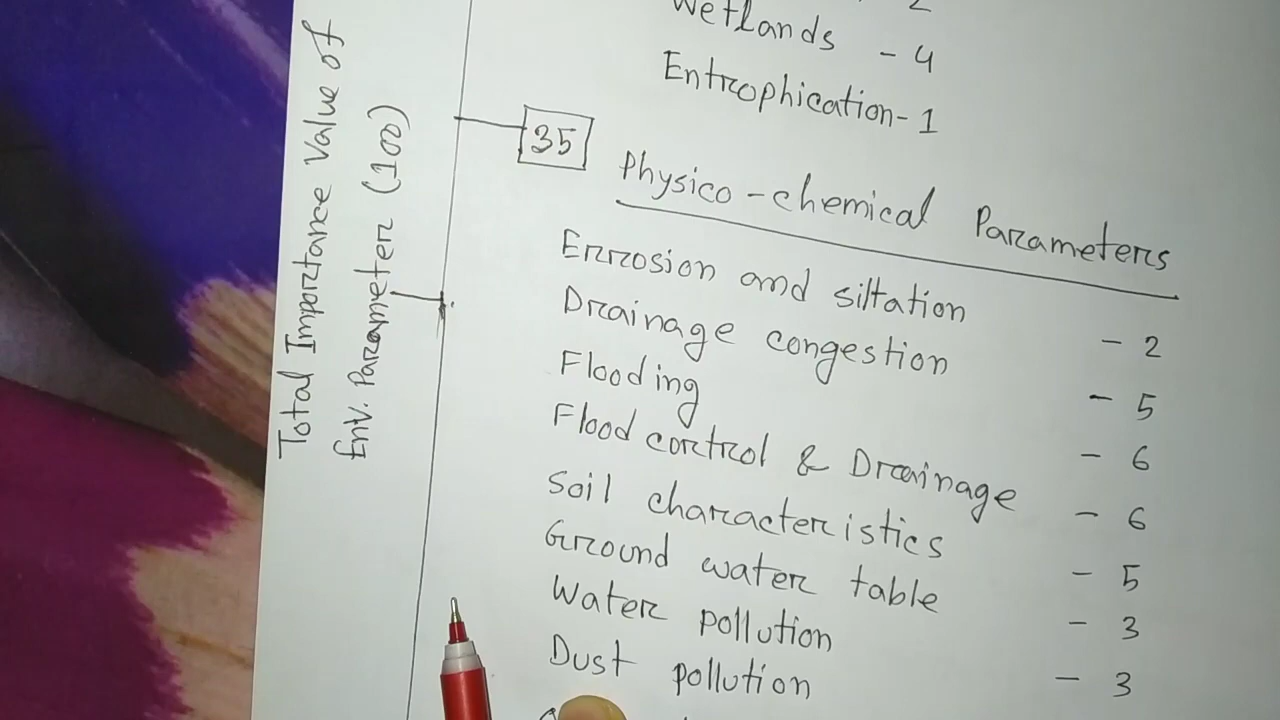 2
Wetlands - 4
Entrophication- 1
35
Physico-chemical Parameters
Errosion and siltation - 2
Drainage congestion - 5
Flooding - 6
Flood control & Drainage - 6
Soil characteristics - 5
Ground water table - 3
Water pollution - 3
Dust pollution
Total Importance Value of
Env. Parameter (100)